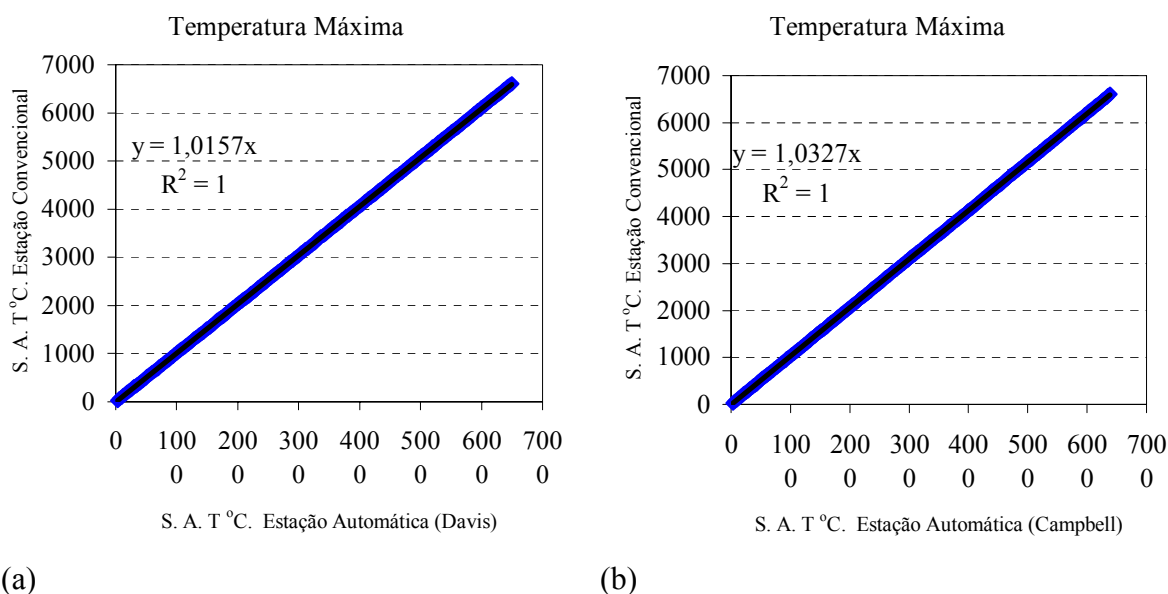 Temperatura Máxima
S. A. T °C. Estação Convencional
7000
6000
5000
4000
3000
2000
1000
0
y = 1,0157x
R² = 1
0 100 200 300 400 500 600 700
0 0 0 0 0 0 0
S. A. T °C. Estação Automática (Davis)
(a)
Temperatura Máxima
S. A. T °C. Estação Convencional
7000
6000
5000
4000
3000
2000
1000
0
y = 1,0327x
R² = 1
0 100 200 300 400 500 600 700
0 0 0 0 0 0 0
S. A. T °C. Estação Automática (Campbell)
(b)